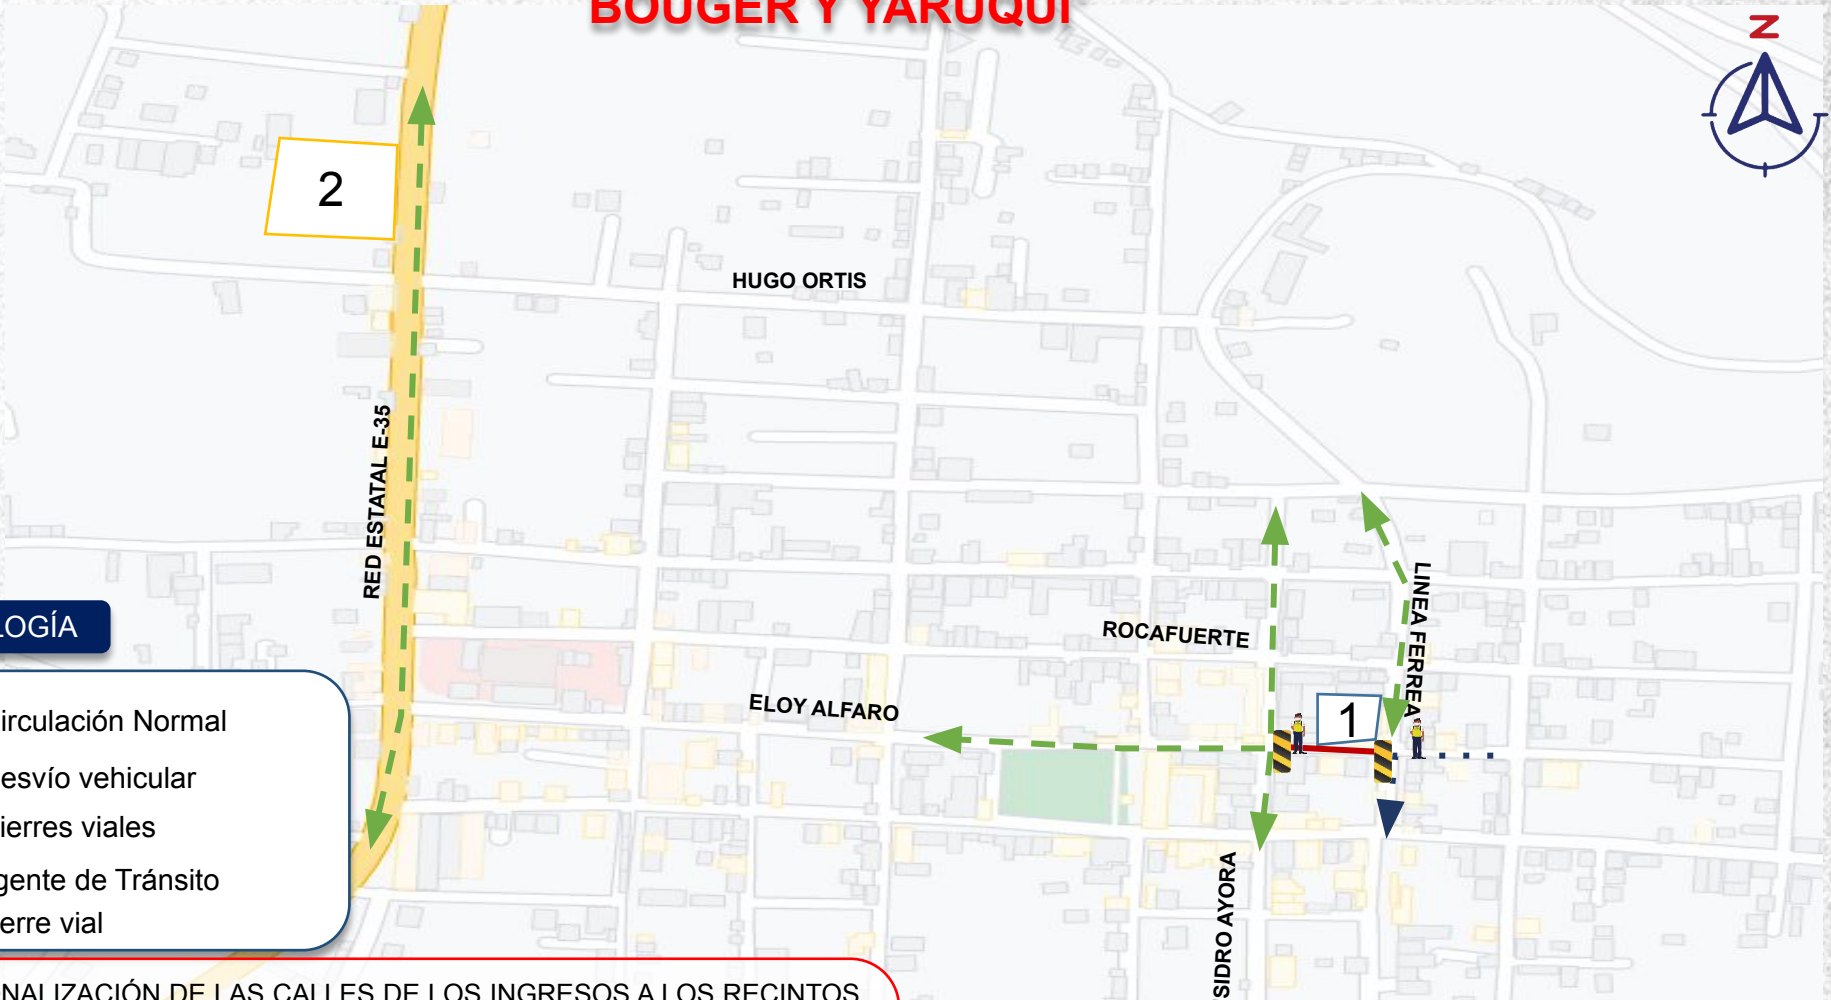 BOUGER Y YARUQUI
N
2
HUGO ORTIS
RED ESTATAL E-35
LINEA FERREA
ROCAFUERTE
ELOY ALFARO
1
LOGÍA
irculación Normal
esvío vehicular
ierres viales
gente de Tránsito
ierre vial
SIDRO AYORA
NALIZACIÓN DE LAS CALLES DE LOS INGRESOS A LOS RECINTOS